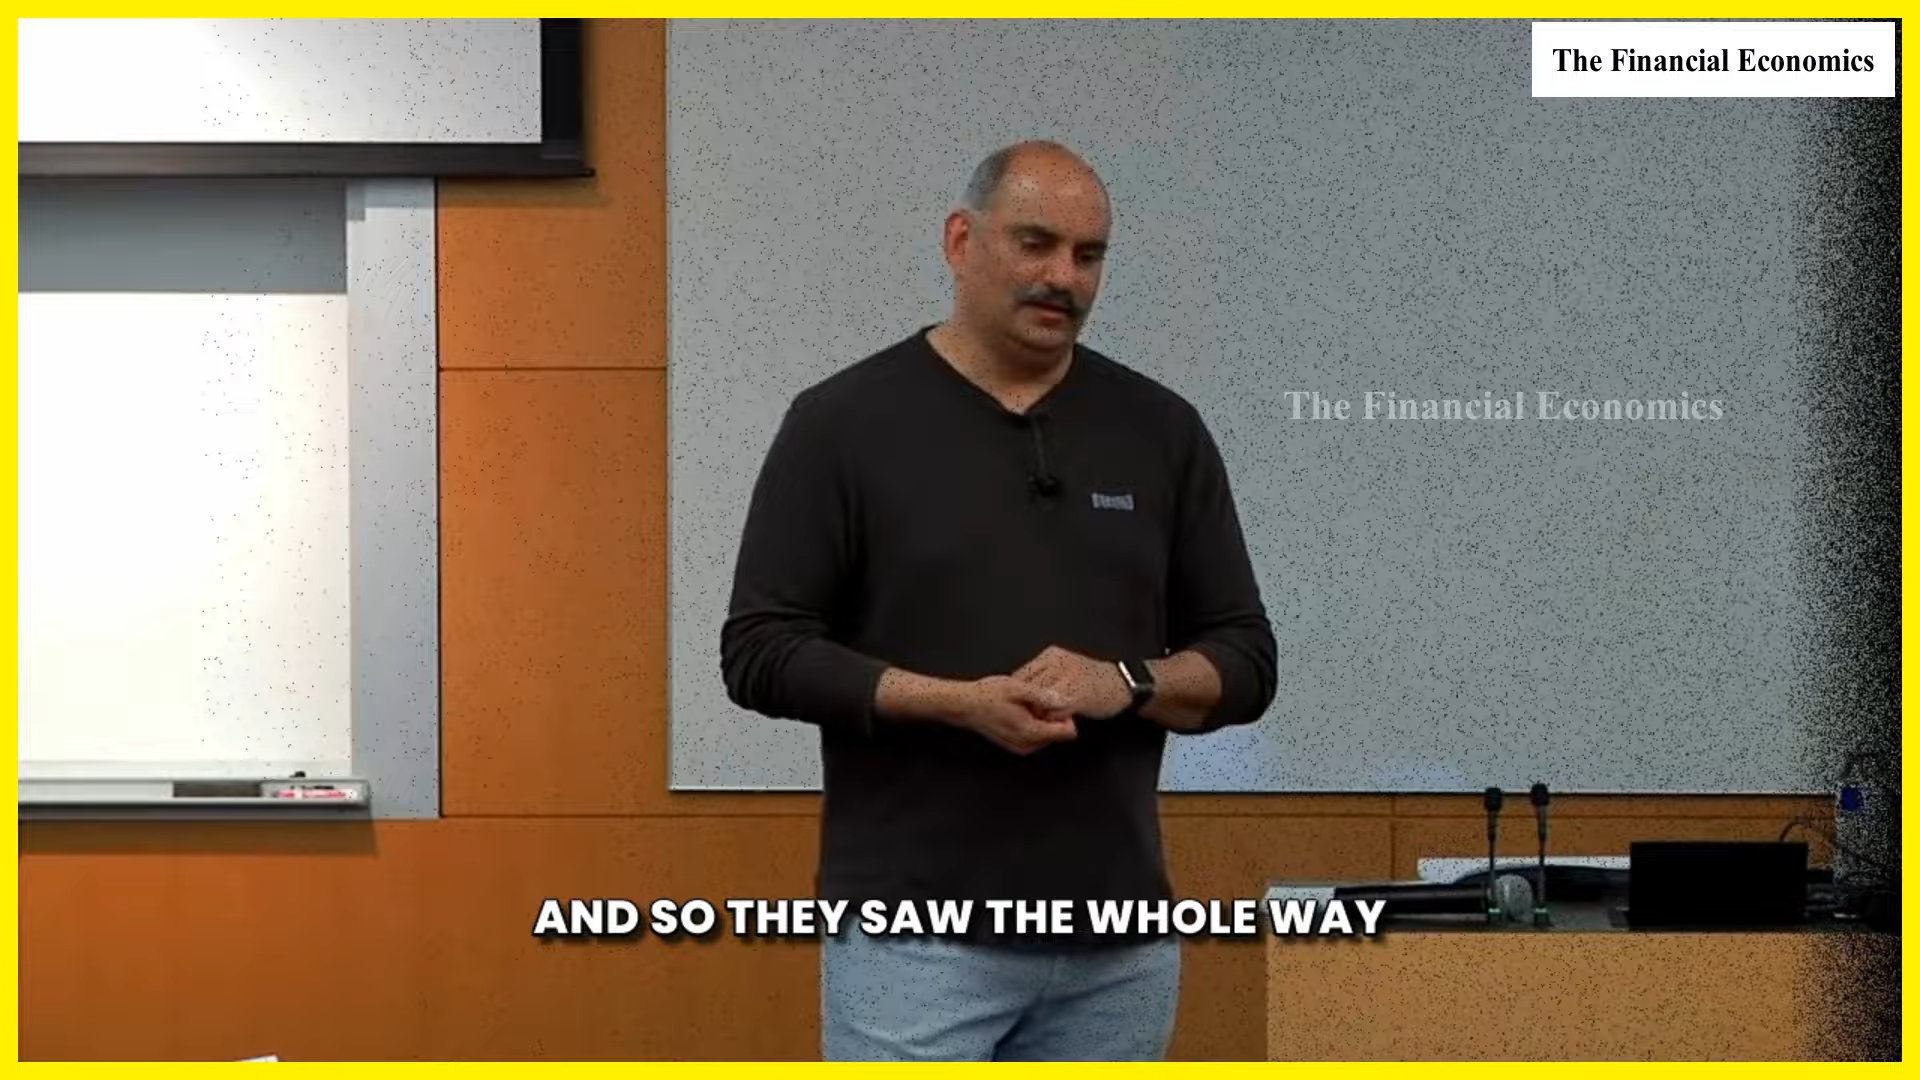 The Financial Economics
The Financial Economics
AND SO THEY SAW THE WHOLE WAY